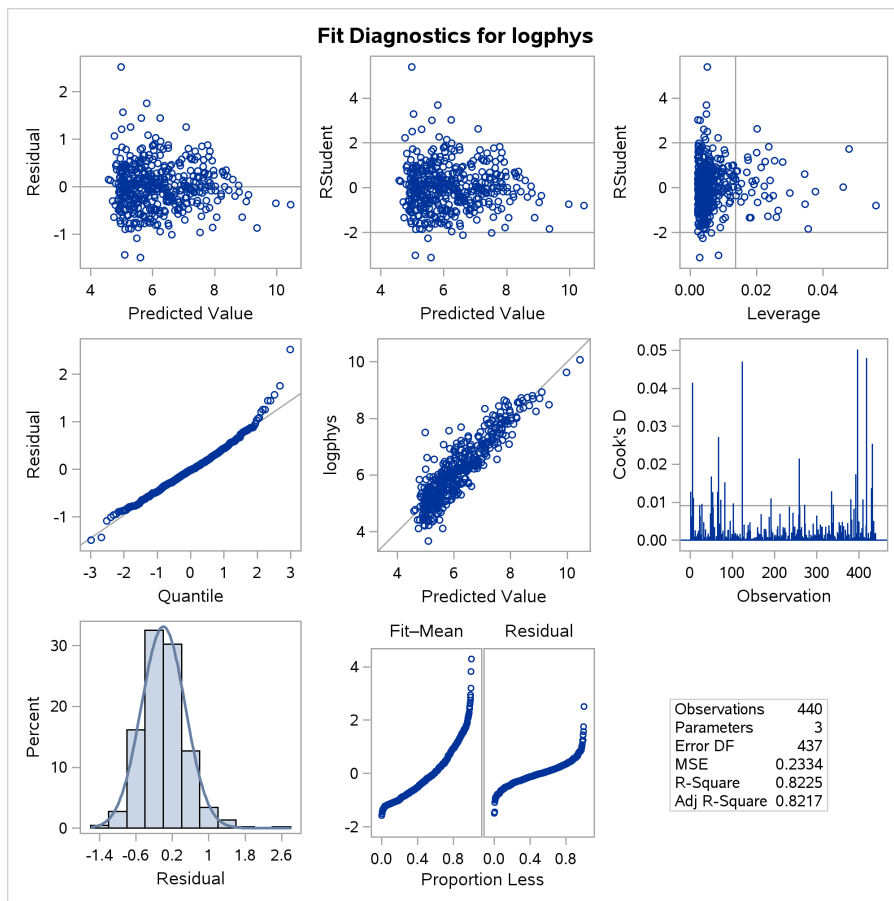 Fit Diagnostics for logphys
2
1
0
-1
Residual
4 6 8 10
Predicted Value
4
2
0
-2
RStudent
4 6 8 10
Predicted Value
4
2
0
-2
RStudent
0.00 0.02 0.04
Leverage
2
1
0
-1
Residual
-3 -2 -1 0 1 2 3
Quantile
10
8
6
4
logphys
4 6 8 10
Predicted Value
0.05
0.04
0.03
0.02
0.01
0.00
Cook's D
0 100 200 300 400
Observation
30
20
10
0
Percent
-1.4 -0.6 0.2 1 1.8 2.6
Residual
Fit–Mean Residual
4
2
0
-2
0.0 0.4 0.8 0.0 0.4 0.8
Proportion Less
Observations 440
Parameters 3
Error DF 437
MSE 0.2334
R-Square 0.8225
Adj R-Square 0.8217